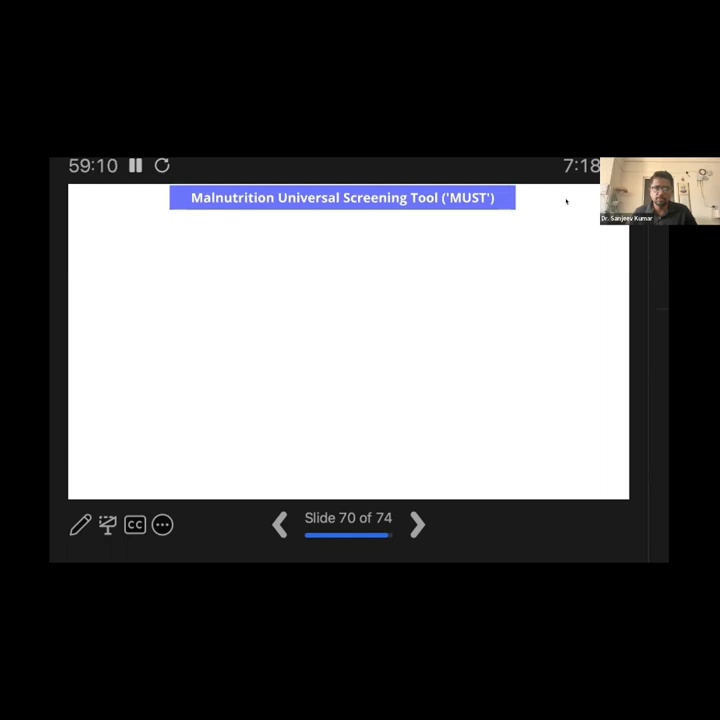 59:10
7:18
Malnutrition Universal Screening Tool ('MUST')
Dr. Sanjeev Kumar
CC
Slide 70 of 74